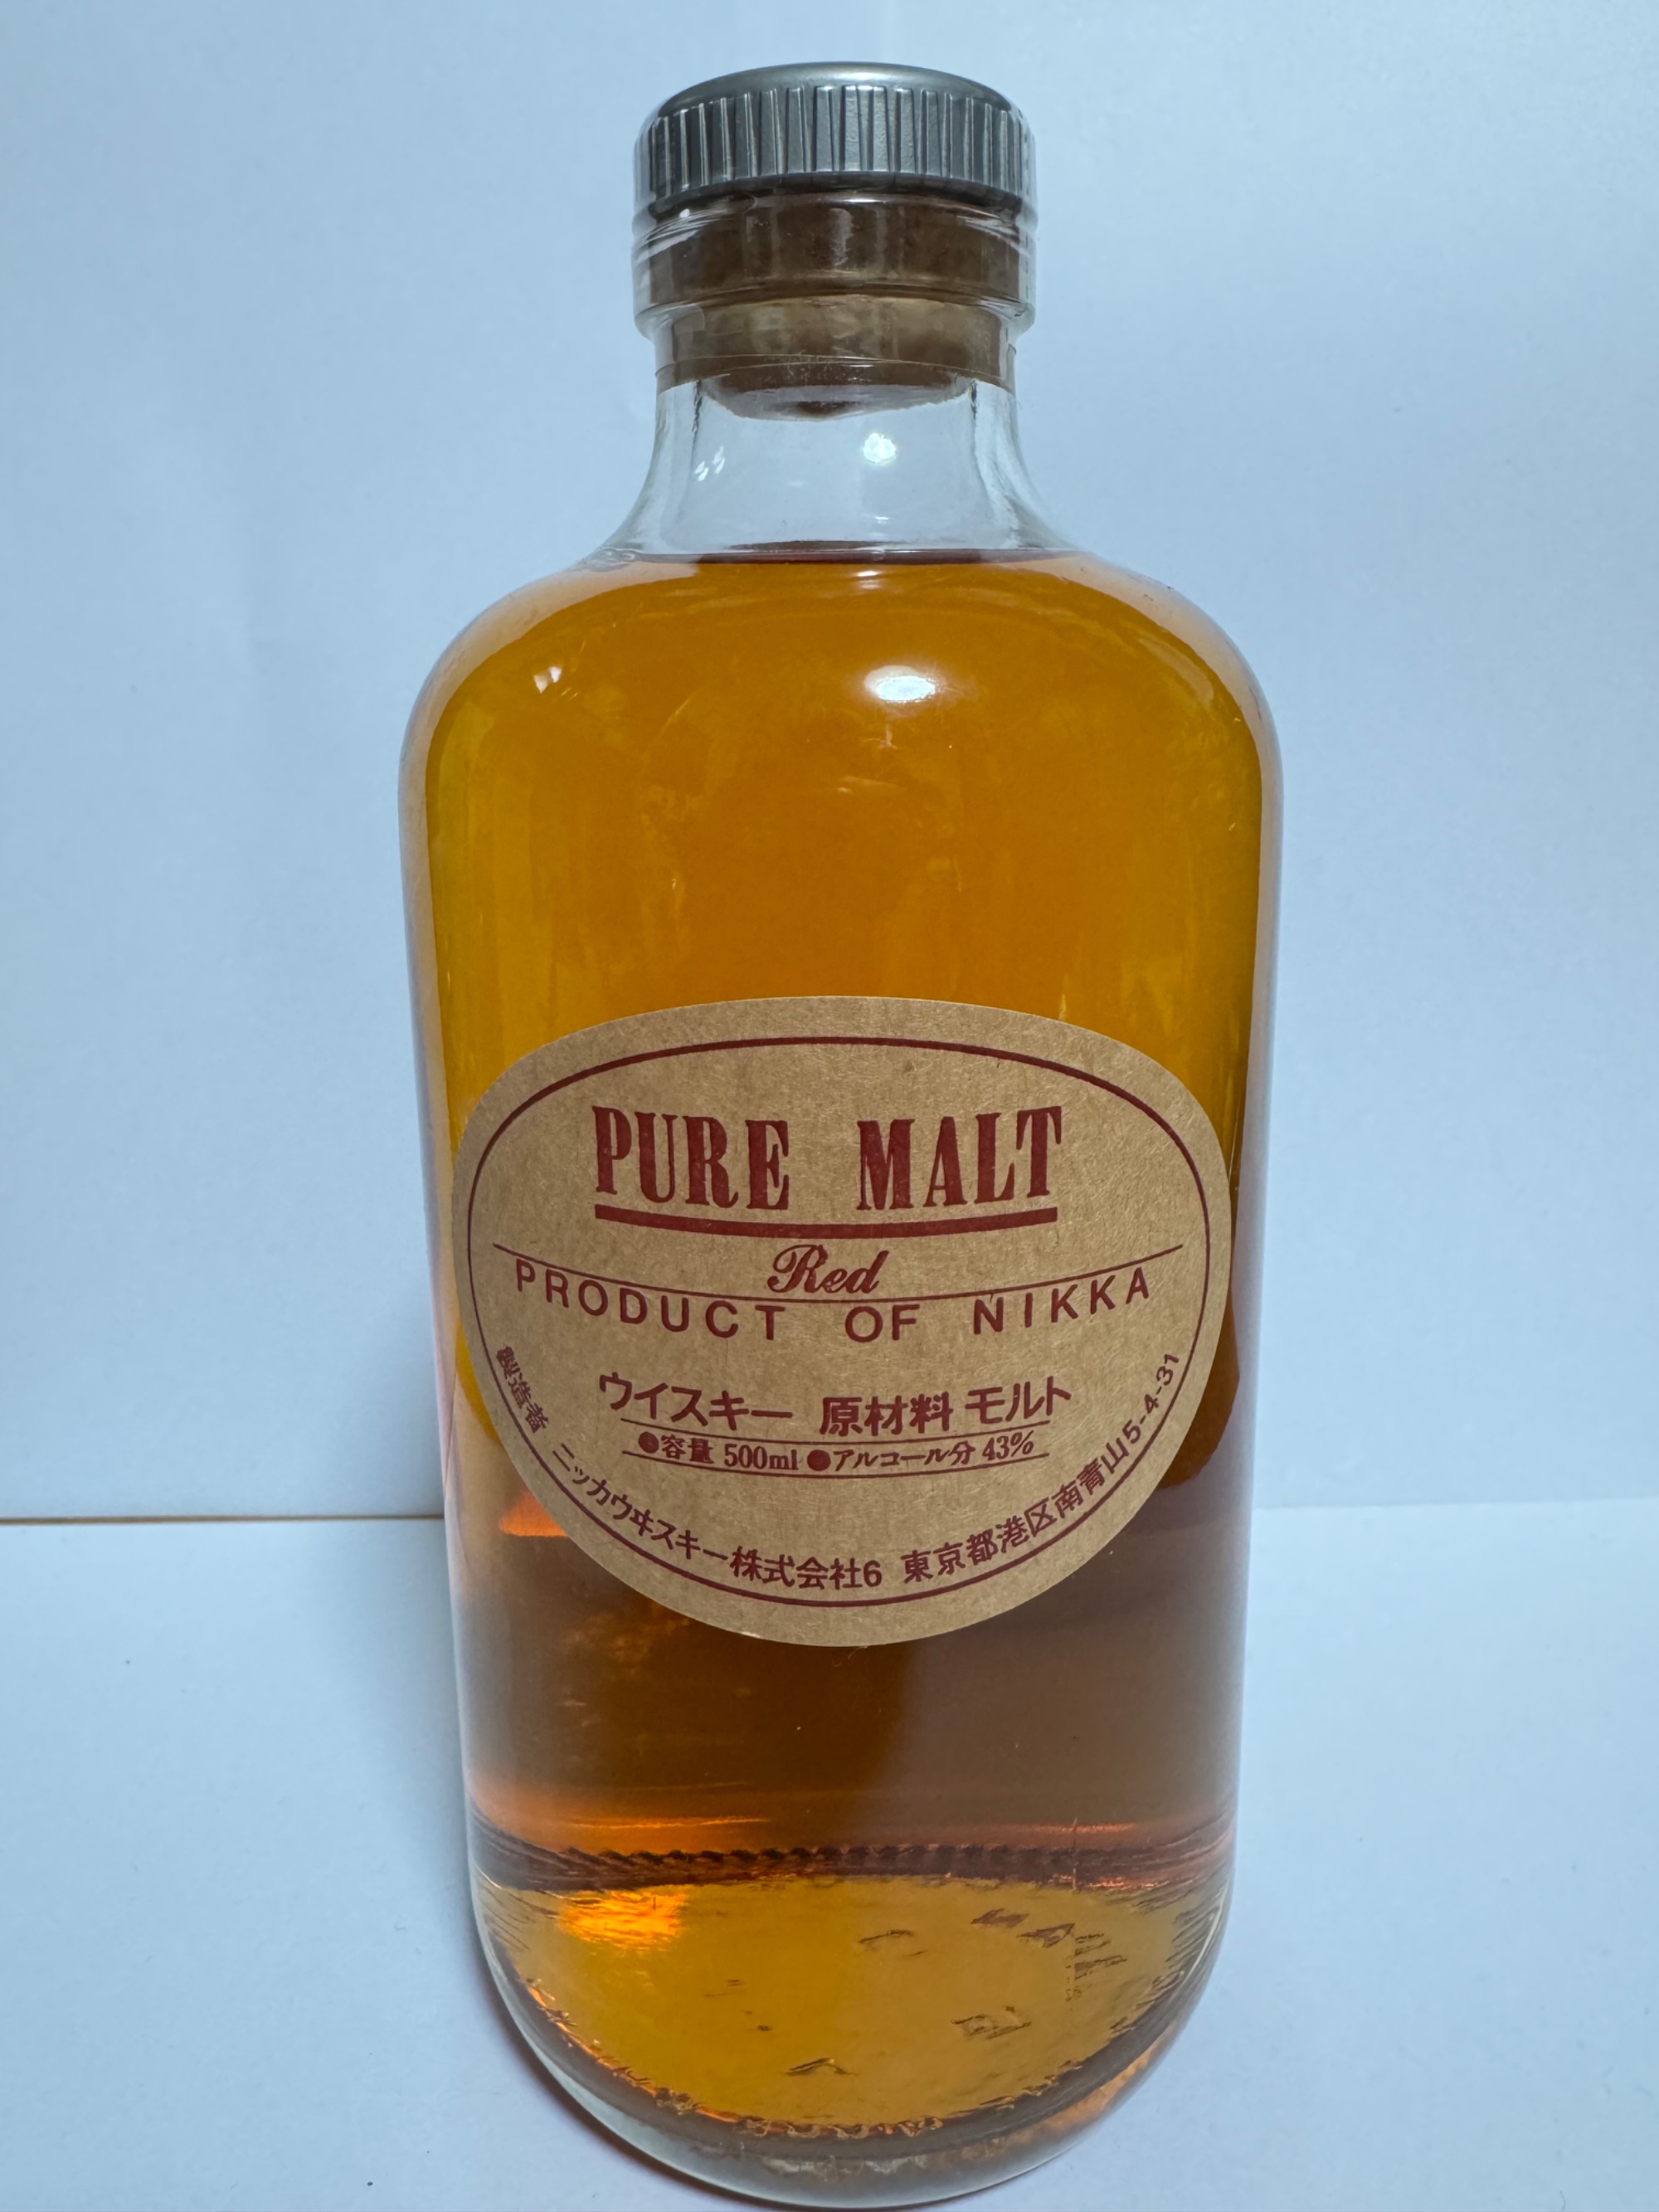 PURE MALT
Red
PRODUCT OF NIKKA
ウイスキー 原材料 モルト
●容量 500ml ●アルコール分 43%
製造者 ニッカウヰスキー株式会社6 東京都港区南青山5-4-31